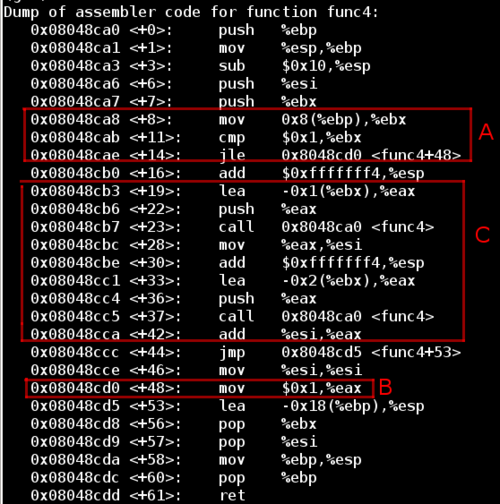 Dump of assembler code for function func4:
0x08048ca0 <+0>: push %ebp
0x08048ca1 <+1>: mov %esp,%ebp
0x08048ca3 <+3>: sub $0x10,%esp
0x08048ca6 <+6>: push %esi
0x08048ca7 <+7>: push %ebx
0x08048ca8 <+8>: mov 0x8(%ebp),%ebx
0x08048cab <+11>: cmp $0x1,%ebx
A
0x08048cae <+14>: jle 0x8048cd0 <func4+48>
0x08048cb0 <+16>: add $0xfffffff4,%esp
0x08048cb3 <+19>: lea -0x1(%ebx),%eax
0x08048cb6 <+22>: push %eax
0x08048cb7 <+23>: call 0x8048ca0 <func4>
C
0x08048cbc <+28>: mov %eax,%esi
0x08048cbe <+30>: add $0xfffffff4,%esp
0x08048cc1 <+33>: lea -0x2(%ebx),%eax
0x08048cc4 <+36>: push %eax
0x08048cc5 <+37>: call 0x8048ca0 <func4>
0x08048cca <+42>: add %esi,%eax
0x08048ccc <+44>: jmp 0x8048cd5 <func4+53>
0x08048cce <+46>: mov %esi,%esi
0x08048cd0 <+48>: mov $0x1,%eax
B
0x08048cd5 <+53>: lea -0x18(%ebp),%esp
0x08048cd8 <+56>: pop %ebx
0x08048cd9 <+57>: pop %esi
0x08048cda <+58>: mov %ebp,%esp
0x08048cdc <+60>: pop %ebp
0x08048cdd <+61>: ret